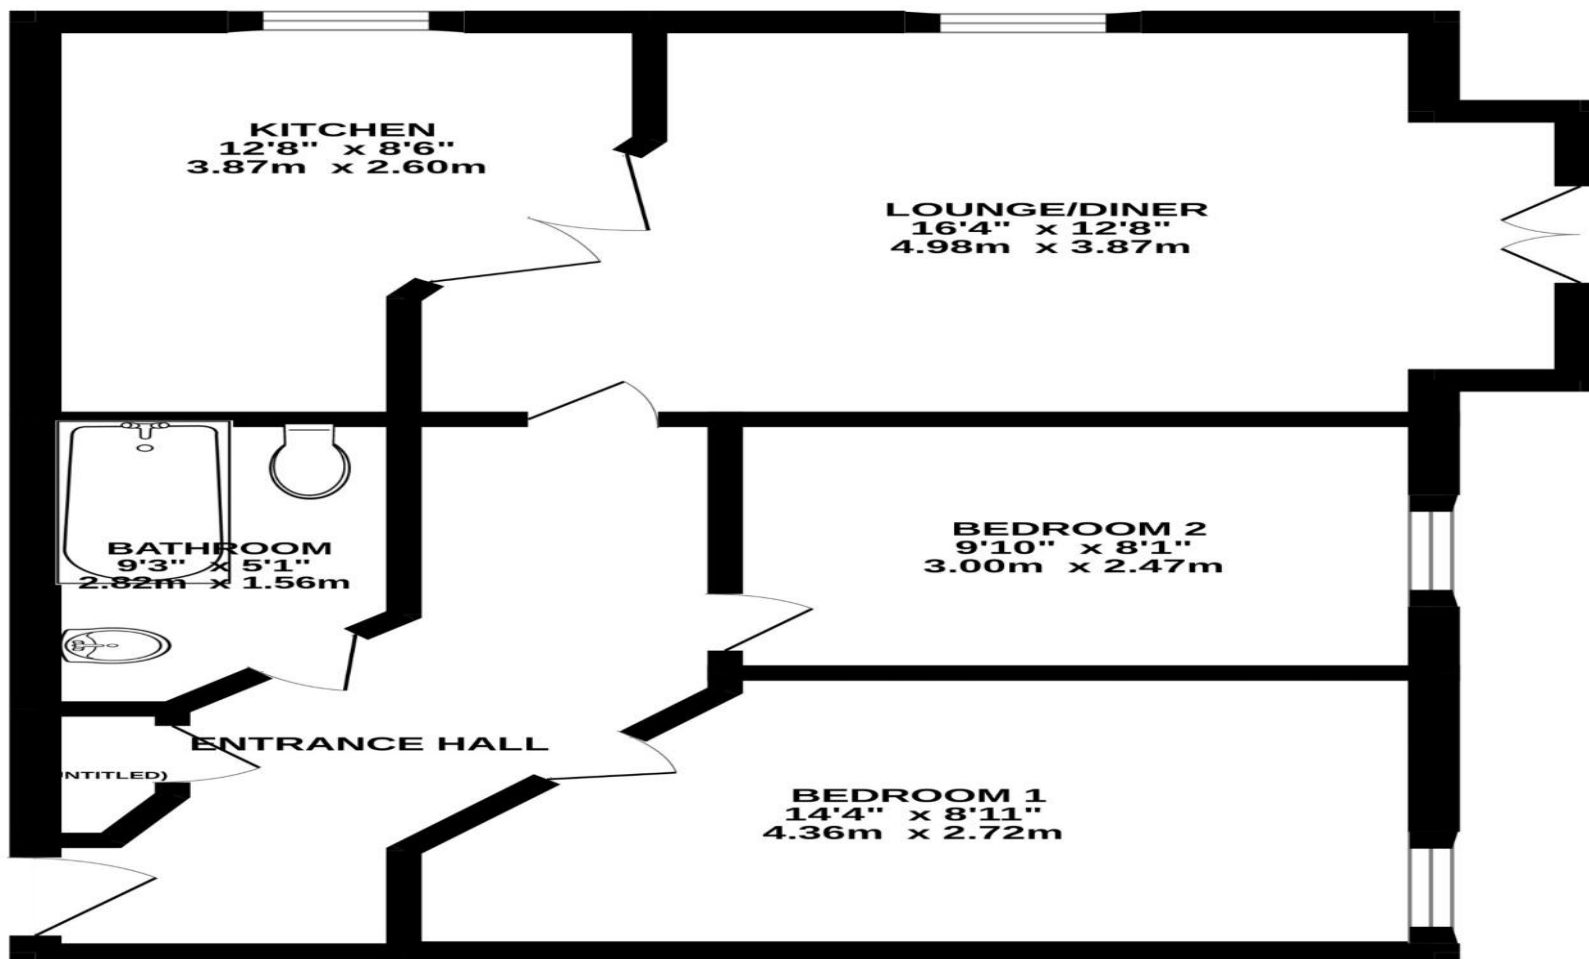 KITCHEN
12'8" x 8'6"
3.87m x 2.60m
LOUNGE/DINER
16'4" x 12'8"
4.98m x 3.87m
BATHROOM
9'3" x 5'1"
2.82m x 1.56m
BEDROOM 2
9'10" x 8'1"
3.00m x 2.47m
ENTRANCE HALL
NTITLED)
BEDROOM 1
14'4" x 8'11"
4.36m x 2.72m